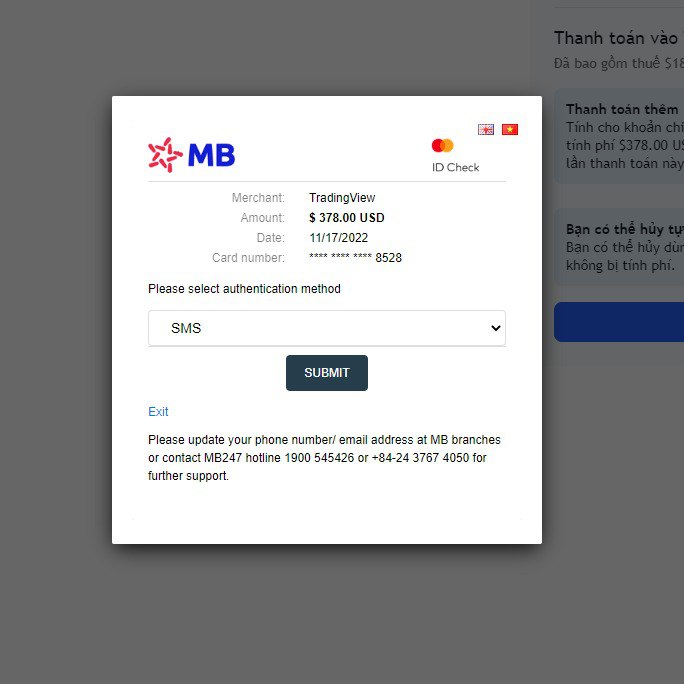 Thanh toán vào
Đã bao gồm thuế $18
Thanh toán thêm
Tính cho khoản chi
tính phí $378.00 US
lần thanh toán này
Bạn có thể hủy tự
Bạn có thể hủy dùn
không bị tính phí.
MB
ID Check
Merchant: TradingView
Amount: $ 378.00 USD
Date: 11/17/2022
Card number: **** **** **** 8528
Please select authentication method
SMS
SUBMIT
Exit
Please update your phone number/ email address at MB branches
or contact MB247 hotline 1900 545426 or +84-24 3767 4050 for
further support.